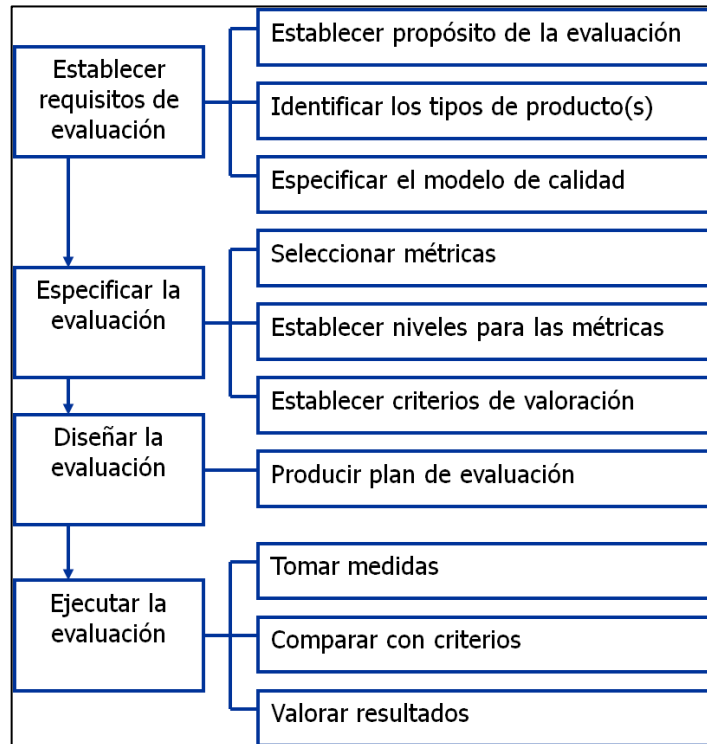 Establecer
requisitos de
evaluación
Establecer propósito de la evaluación
Identificar los tipos de producto(s)
Especificar el modelo de calidad
Especificar la
evaluación
Seleccionar métricas
Establecer niveles para las métricas
Establecer criterios de valoración
Diseñar la
evaluación
Producir plan de evaluación
Ejecutar la
evaluación
Tomar medidas
Comparar con criterios
Valorar resultados